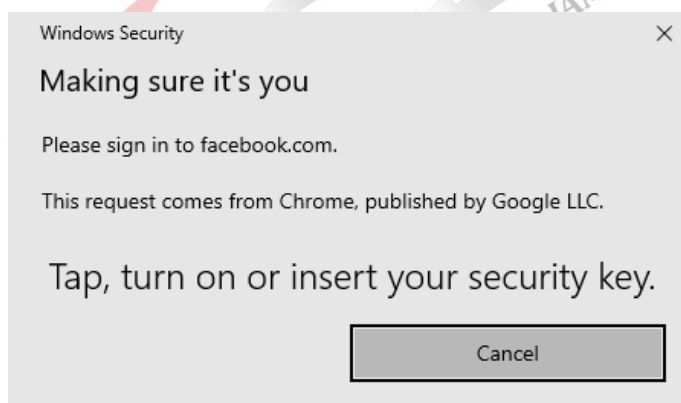 Windows Security
Making sure it's you
Please sign in to facebook.com.
This request comes from Chrome, published by Google LLC.
Tap, turn on or insert your security key.
Cancel